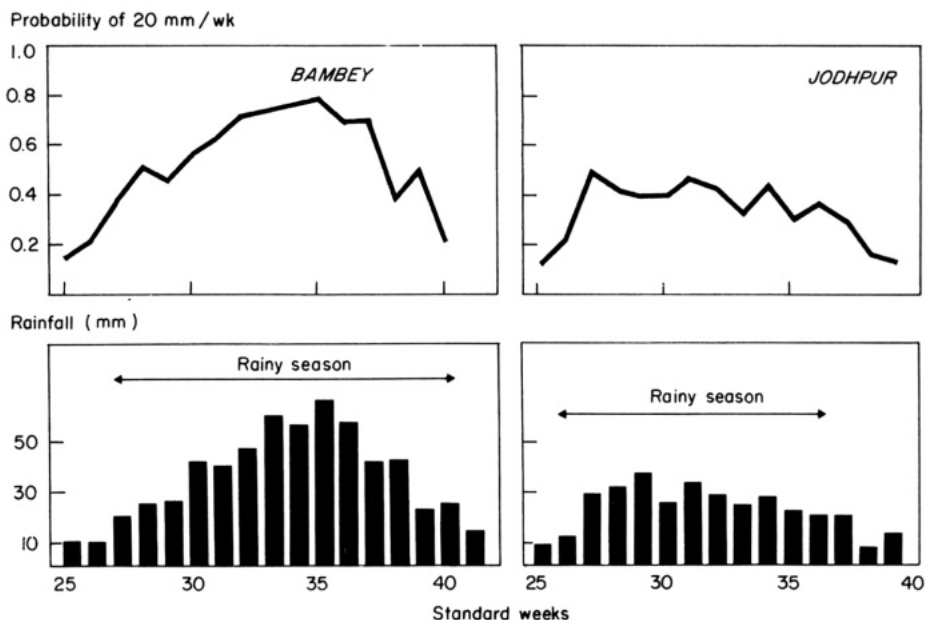 Probability of 20 mm/wk
1.0
0.8
0.6
0.4
0.2
BAMBEY
JODHPUR
Rainfall (mm)
50
30
10
Rainy season
Rainy season
25 30 35 40
25 30 35 40
Standard weeks